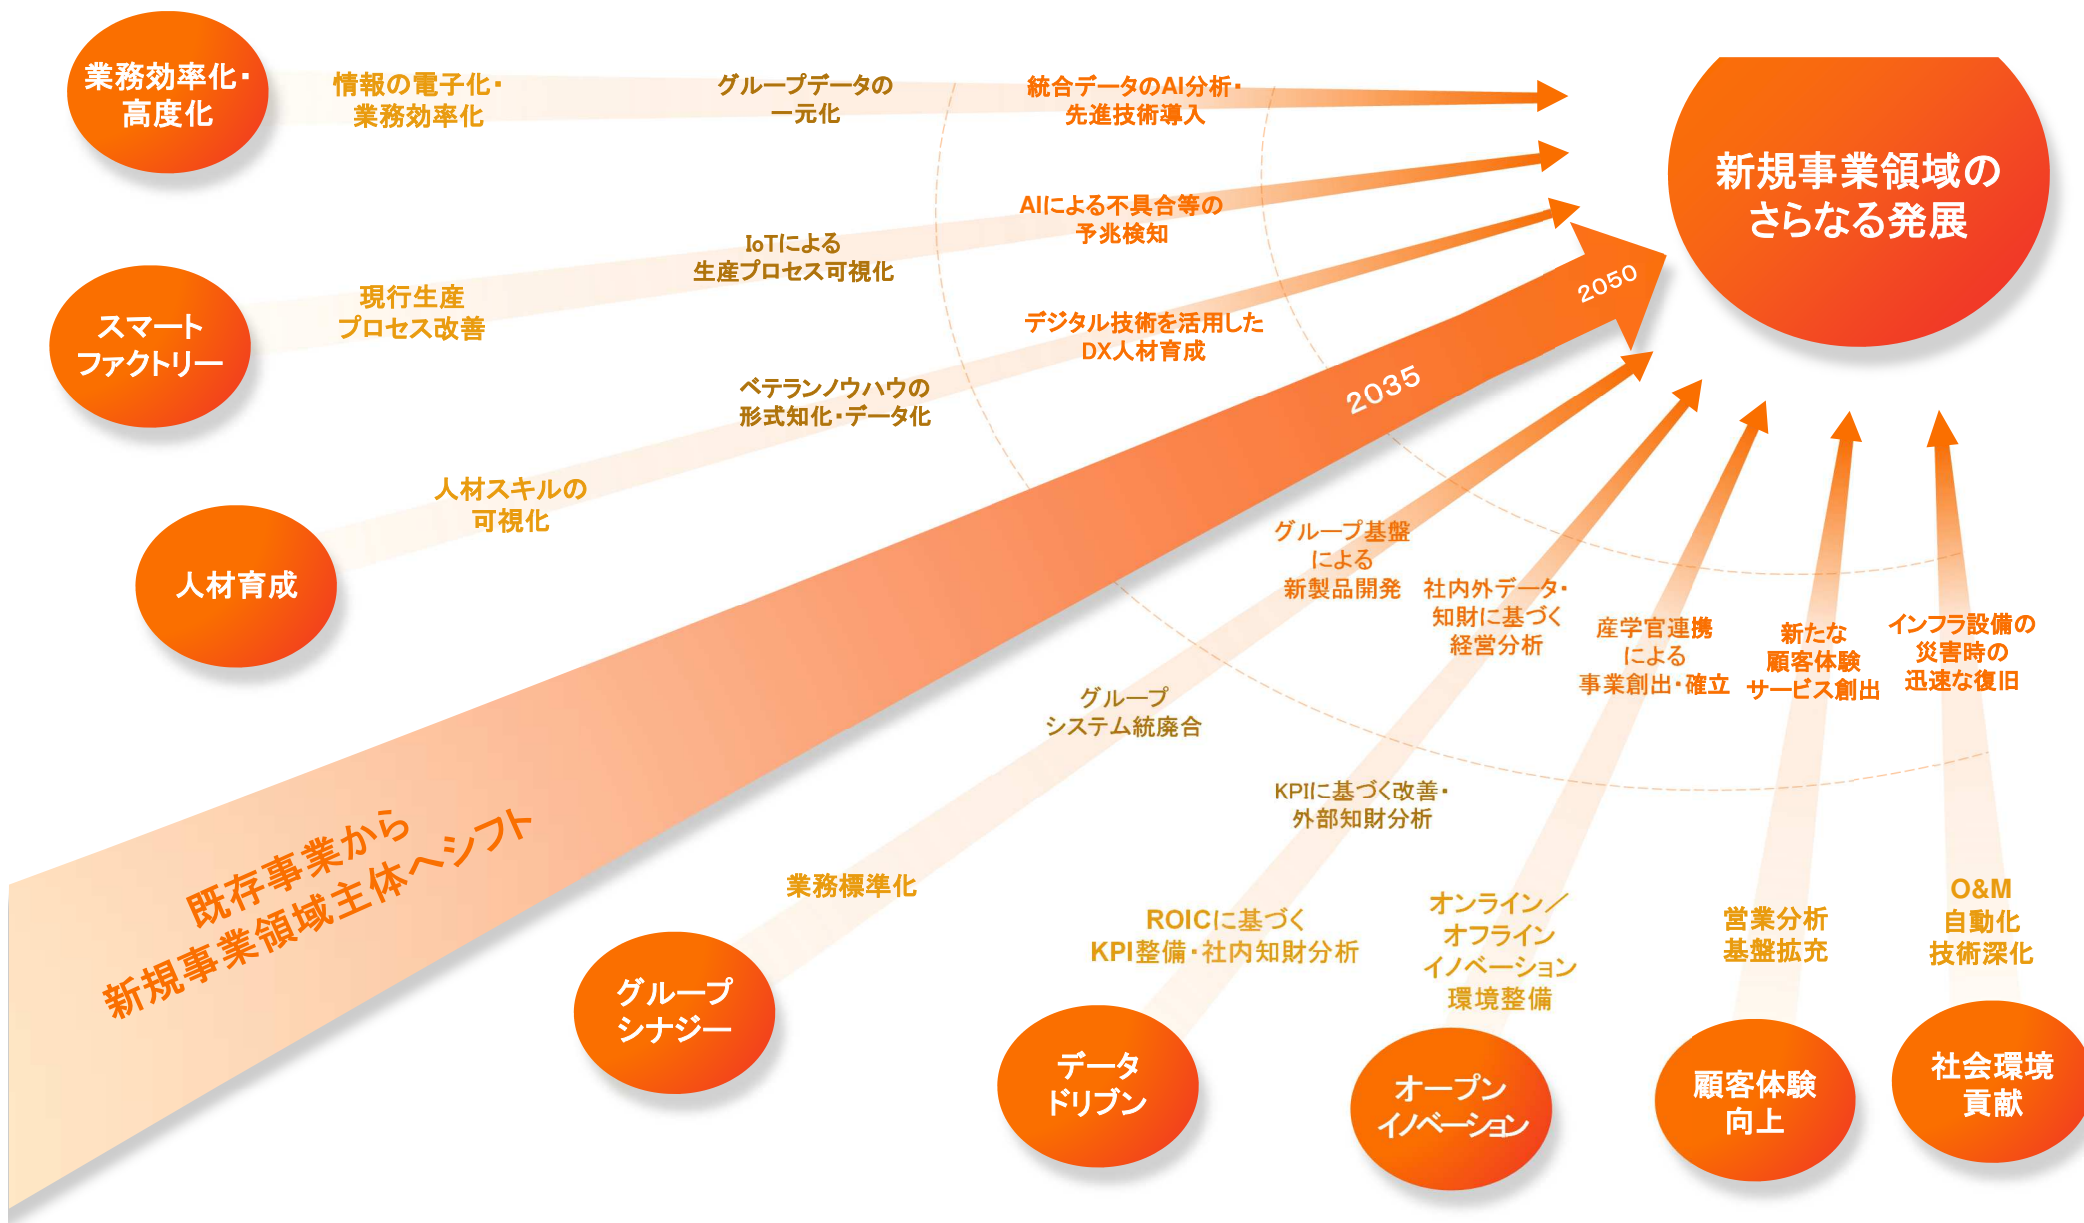 業務効率化・
高度化
情報の電子化・
業務効率化
グループデータの
一元化
統合データのAI分析・
先進技術導入
新規事業領域の
さらなる発展
スマート
ファクトリー
現行生産
プロセス改善
IoTによる
生産プロセス可視化
AIによる不具合等の
予兆検知
人材育成
人材スキルの
可視化
ベテランノウハウの
形式知化・データ化
デジタル技術を活用した
DX人材育成
既存事業から
新規事業領域主体へシフト
2035
2050
グループ
シナジー
業務標準化
グループ
システム統廃合
グループ基盤
による
新製品開発
データ
ドリブン
ROICに基づく
KPI整備・社内知財分析
KPIに基づく改善・
外部知財分析
社内外データ・
知財に基づく
経営分析
オープン
イノベーション
オンライン／
オフライン
イノベーション
環境整備
産学官連携
による
事業創出・確立
顧客体験
向上
営業分析
基盤拡充
新たな
顧客体験
サービス創出
社会環境
貢献
O&M
自動化
技術深化
インフラ設備の
災害時の
迅速な復旧